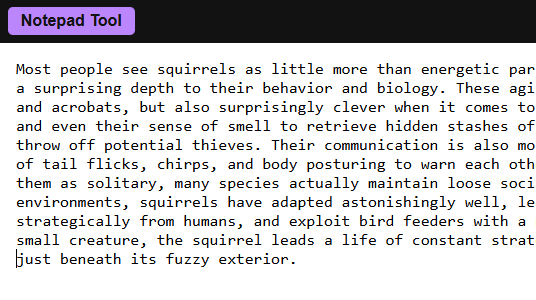 Notepad Tool
Most people see squirrels as little more than energetic par
a surprising depth to their behavior and biology. These agi
and acrobats, but also surprisingly clever when it comes to
and even their sense of smell to retrieve hidden stashes of
throw off potential thieves. Their communication is also mo
of tail flicks, chirps, and body posturing to warn each oth
them as solitary, many species actually maintain loose soci
environments, squirrels have adapted astonishingly well, le
strategically from humans, and exploit bird feeders with a
small creature, the squirrel leads a life of constant strat
just beneath its fuzzy exterior.